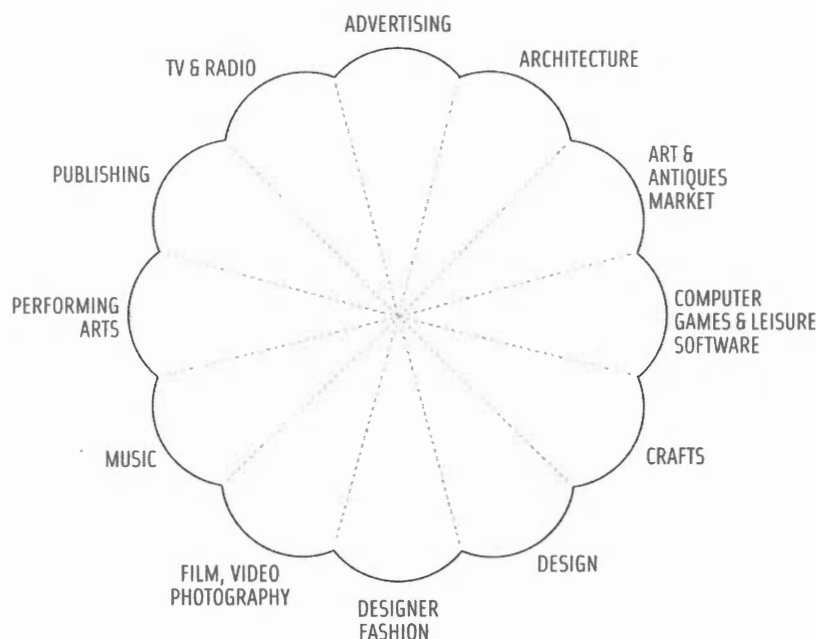 ADVERTISING
ARCHITECTURE
ART &
ANTIQUES
MARKET
COMPUTER
GAMES & LEISURE
SOFTWARE
CRAFTS
DESIGN
DESIGNER
FASHION
FILM, VIDEO
PHOTOGRAPHY
MUSIC
PERFORMING
ARTS
PUBLISHING
TV & RADIO